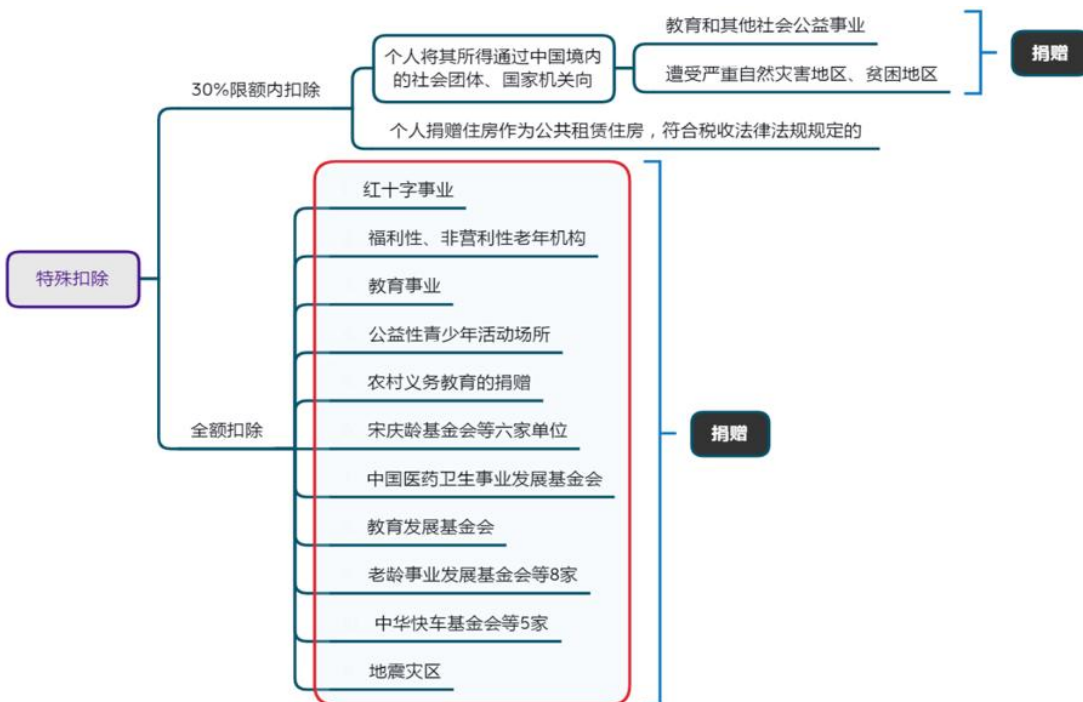 特殊扣除
30%限额内扣除
个人将其所得通过中国境内
的社会团体、国家机关向
教育和其他社会公益事业
遭受严重自然灾害地区、贫困地区
捐赠
个人捐赠住房作为公共租赁住房，符合税收法律法规规定的
全额扣除
红十字事业
福利性、非营利性老年机构
教育事业
公益性青少年活动场所
农村义务教育的捐赠
宋庆龄基金会等六家单位
中国医药卫生事业发展基金会
教育发展基金会
老龄事业发展基金会等8家
中华快车基金会等5家
地震灾区
捐赠